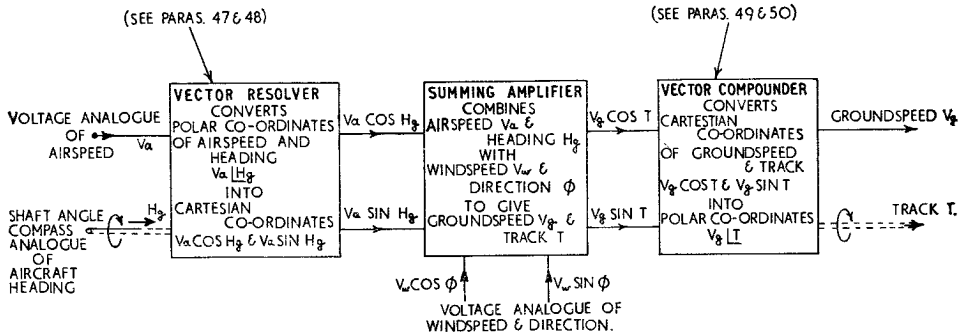 (SEE PARAS. 47 & 48)
(SEE PARAS. 49 & 50)
VOLTAGE ANALOGUE
OF
AIRSPEED
Va
SHAFT ANGLE
COMPASS
ANALOGUE
OF
AIRCRAFT
HEADING
Hg
VECTOR RESOLVER
CONVERTS
POLAR CO-ORDINATES
OF AIRSPEED AND
HEADING
Va ⌊Hg
INTO
CARTESIAN
CO-ORDINATES
Va COS Hg & Va SIN Hg
Va COS Hg
Va SIN Hg
SUMMING AMPLIFIER
COMBINES
AIRSPEED Va &
HEADING Hg
WITH
WINDSPEED Vw &
DIRECTION Ø
TO GIVE
GROUNDSPEED Vg &
TRACK T
Vw COS Ø
Vw SIN Ø
VOLTAGE ANALOGUE OF
WINDSPEED & DIRECTION.
Vg COS T
Vg SIN T
VECTOR COMPOUNDER
CONVERTS
CARTESIAN
CO-ORDINATES
OF GROUNDSPEED
& TRACK
Vg COS T & Vg SIN T
INTO
POLAR CO-ORDINATES
Vg ⌊T
GROUNDSPEED Vg
TRACK T.